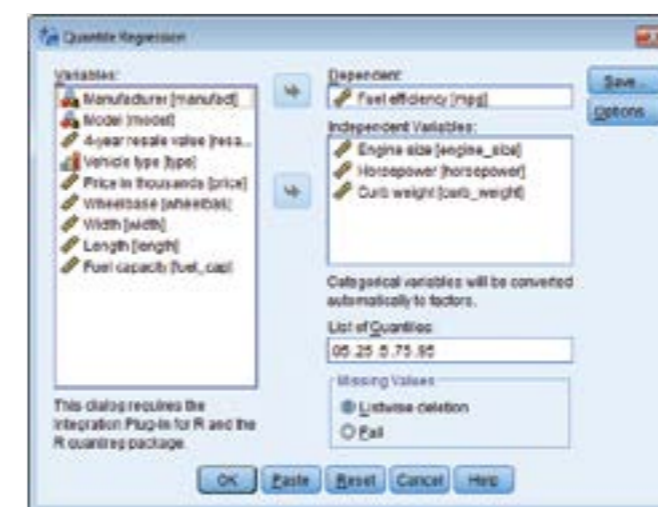 Quantile Regression
Variables:
Manufacturer [manufact]
Model [model]
4-year resale value [resa...
Vehicle type [type]
Price in thousands [price]
Wheelbase [wheelbas]
Width [width]
Length [length]
Fuel capacity [fuel_cap]
This dialog requires the
Integration Plug-In for R and the
R quantreg package.
Dependent:
Fuel efficiency [mpg]
Independent Variables:
Engine size [engine_size]
Horsepower [horsepower]
Curb weight [curb_weight]
Categorical variables will be converted
automatically to factors.
List of Quantiles:
.05 .25 .5 .75 .95
Missing Values
Listwise deletion
Fail
Save...
Options
OK Paste Reset Cancel Help